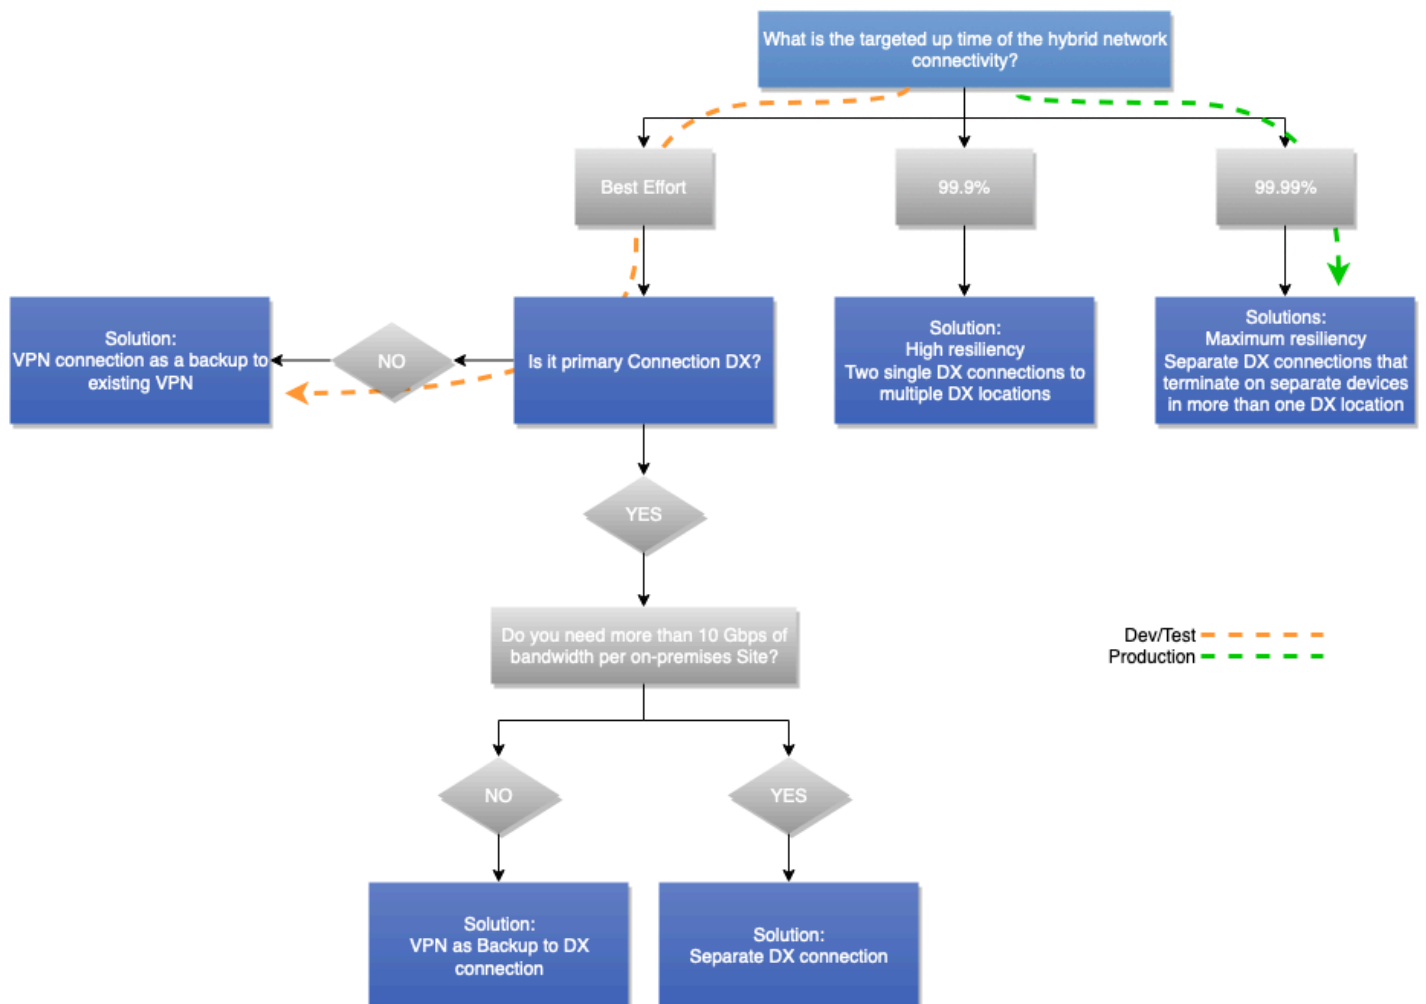 What is the targeted up time of the hybrid network
connectivity?
Best Effort
99.9%
99.99%
Solution:
VPN connection as a backup to
existing VPN
NO
Is it primary Connection DX?
Solution:
High resiliency
Two single DX connections to
multiple DX locations
Solutions:
Maximum resiliency
Separate DX connections that
terminate on separate devices
in more than one DX location
YES
Do you need more than 10 Gbps of
bandwidth per on-premises Site?
Dev/Test
Production
NO
YES
Solution:
VPN as Backup to DX
connection
Solution:
Separate DX connection